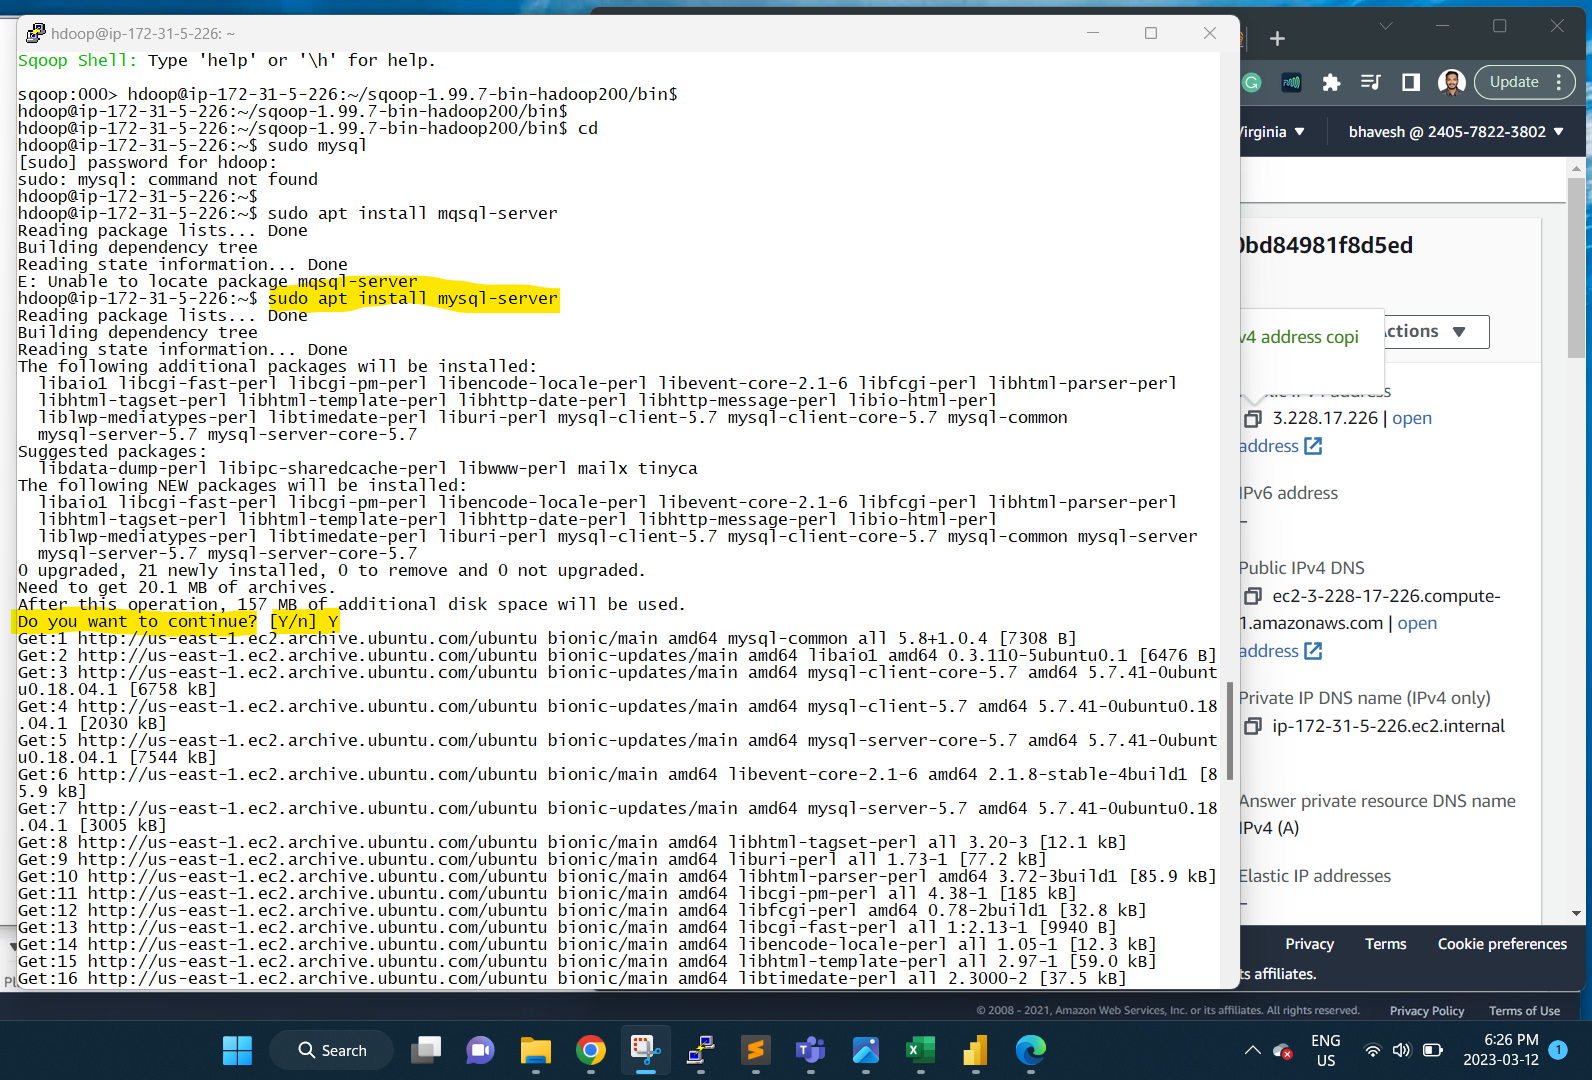 hdoop@ip-172-31-5-226: ~
Sqoop Shell: Type 'help' or '\h' for help.
sqoop:000> hdoop@ip-172-31-5-226:~/sqoop-1.99.7-bin-hadoop200/bin$
hdoop@ip-172-31-5-226:~/sqoop-1.99.7-bin-hadoop200/bin$
hdoop@ip-172-31-5-226:~/sqoop-1.99.7-bin-hadoop200/bin$ cd
hdoop@ip-172-31-5-226:~$ sudo mysql
[sudo] password for hdoop:
sudo: mysql: command not found
hdoop@ip-172-31-5-226:~$
hdoop@ip-172-31-5-226:~$ sudo apt install mqsql-server
Reading package lists... Done
Building dependency tree
Reading state information... Done
E: Unable to locate package mqsql-server
hdoop@ip-172-31-5-226:~$ sudo apt install mysql-server
Reading package lists... Done
Building dependency tree
Reading state information... Done
The following additional packages will be installed:
libaio1 libcgi-fast-perl libcgi-pm-perl libencode-locale-perl libevent-core-2.1-6 libfcgi-perl libhtml-parser-perl
libhtml-tagset-perl libhtml-template-perl libhttp-date-perl libhttp-message-perl libio-html-perl
liblwp-mediatypes-perl libtimedate-perl liburi-perl mysql-client-5.7 mysql-client-core-5.7 mysql-common
mysql-server-5.7 mysql-server-core-5.7
Suggested packages:
libdata-dump-perl libipc-sharedcache-perl libwww-perl mailx tinyca
The following NEW packages will be installed:
libaio1 libcgi-fast-perl libcgi-pm-perl libencode-locale-perl libevent-core-2.1-6 libfcgi-perl libhtml-parser-perl
libhtml-tagset-perl libhtml-template-perl libhttp-date-perl libhttp-message-perl libio-html-perl
liblwp-mediatypes-perl libtimedate-perl liburi-perl mysql-client-5.7 mysql-client-core-5.7 mysql-common mysql-server
mysql-server-5.7 mysql-server-core-5.7
0 upgraded, 21 newly installed, 0 to remove and 0 not upgraded.
Need to get 20.1 MB of archives.
After this operation, 157 MB of additional disk space will be used.
Do you want to continue? [Y/n] Y
Get:1 http://us-east-1.ec2.archive.ubuntu.com/ubuntu bionic/main amd64 mysql-common all 5.8+1.0.4 [7308 B]
Get:2 http://us-east-1.ec2.archive.ubuntu.com/ubuntu bionic-updates/main amd64 libaio1 amd64 0.3.110-5ubuntu0.1 [6476 B]
Get:3 http://us-east-1.ec2.archive.ubuntu.com/ubuntu bionic-updates/main amd64 mysql-client-core-5.7 amd64 5.7.41-0ubunt
u0.18.04.1 [6758 kB]
Get:4 http://us-east-1.ec2.archive.ubuntu.com/ubuntu bionic-updates/main amd64 mysql-client-5.7 amd64 5.7.41-0ubuntu0.18
.04.1 [2030 kB]
Get:5 http://us-east-1.ec2.archive.ubuntu.com/ubuntu bionic-updates/main amd64 mysql-server-core-5.7 amd64 5.7.41-0ubunt
u0.18.04.1 [7544 kB]
Get:6 http://us-east-1.ec2.archive.ubuntu.com/ubuntu bionic/main amd64 libevent-core-2.1-6 amd64 2.1.8-stable-4build1 [8
5.9 kB]
Get:7 http://us-east-1.ec2.archive.ubuntu.com/ubuntu bionic-updates/main amd64 mysql-server-5.7 amd64 5.7.41-0ubuntu0.18
.04.1 [3005 kB]
Get:8 http://us-east-1.ec2.archive.ubuntu.com/ubuntu bionic/main amd64 libhtml-tagset-perl all 3.20-3 [12.1 kB]
Get:9 http://us-east-1.ec2.archive.ubuntu.com/ubuntu bionic/main amd64 liburi-perl all 1.73-1 [77.2 kB]
Get:10 http://us-east-1.ec2.archive.ubuntu.com/ubuntu bionic/main amd64 libhtml-parser-perl amd64 3.72-3build1 [85.9 kB]
Get:11 http://us-east-1.ec2.archive.ubuntu.com/ubuntu bionic/main amd64 libcgi-pm-perl all 4.38-1 [185 kB]
Get:12 http://us-east-1.ec2.archive.ubuntu.com/ubuntu bionic/main amd64 libfcgi-perl amd64 0.78-2build1 [32.8 kB]
Get:13 http://us-east-1.ec2.archive.ubuntu.com/ubuntu bionic/main amd64 libcgi-fast-perl all 1:2.13-1 [9940 B]
Get:14 http://us-east-1.ec2.archive.ubuntu.com/ubuntu bionic/main amd64 libencode-locale-perl all 1.05-1 [12.3 kB]
Get:15 http://us-east-1.ec2.archive.ubuntu.com/ubuntu bionic/main amd64 libhtml-template-perl all 2.97-1 [59.0 kB]
Get:16 http://us-east-1.ec2.archive.ubuntu.com/ubuntu bionic/main amd64 libtimedate-perl all 2.3000-2 [37.5 kB]
Update
Virginia
bhavesh @ 2405-7822-3802
0bd84981f8d5ed
v4 address copi
ctions
address
3.228.17.226 | open
address
IPv6 address
–
Public IPv4 DNS
ec2-3-228-17-226.compute-
1.amazonaws.com | open
address
Private IP DNS name (IPv4 only)
ip-172-31-5-226.ec2.internal
Answer private resource DNS name
IPv4 (A)
Elastic IP addresses
–
Privacy Terms Cookie preferences
ts affiliates.
© 2008 - 2021, Amazon Web Services, Inc. or its affiliates. All rights reserved. Privacy Policy Terms of Use
Search
ENG
US
6:26 PM
2023-03-12
1